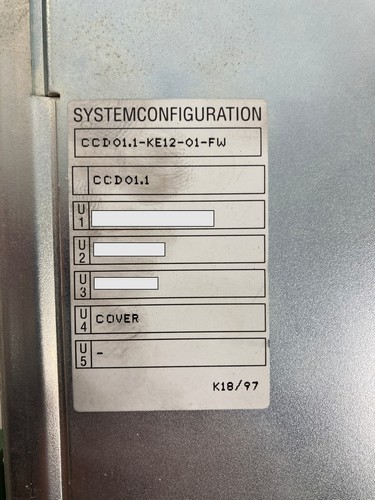 SYSTEMCONFIGURATION
CCD01.1-KE12-01-FW
CCD01.1
U1
U2
U3
U4 COVER
U5 -
K18/97